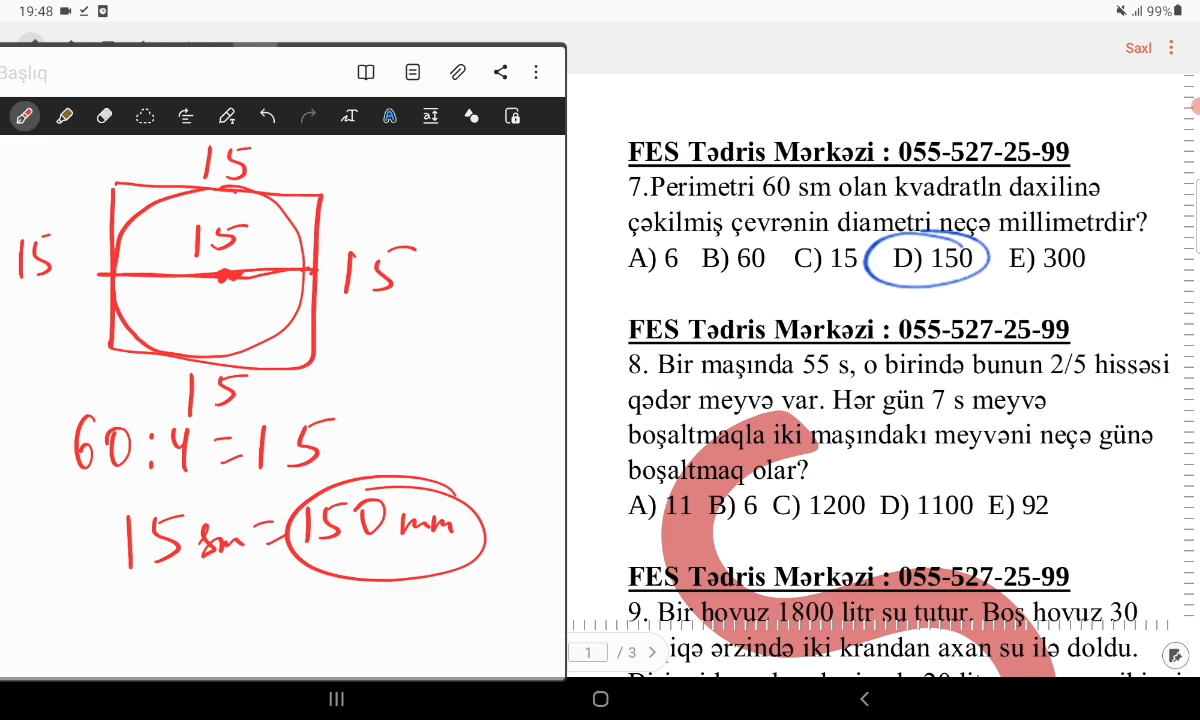 19:48
99%
Saxl
Başlıq
15
15
15
15
15
60:4=15
15 sm = 150 mm
FES Tədris Mərkəzi : 055-527-25-99
7.Perimetri 60 sm olan kvadratln daxilinə
çəkilmiş çevrənin diametri neçə millimetrdir?
A) 6 B) 60 C) 15 D) 150 E) 300
FES Tədris Mərkəzi : 055-527-25-99
8. Bir maşında 55 s, o birində bunun 2/5 hissəsi
qədər meyvə var. Hər gün 7 s meyvə
boşaltmaqla iki maşındakı meyvəni neçə günə
boşaltmaq olar?
A) 11 B) 6 C) 1200 D) 1100 E) 92
FES Tədris Mərkəzi : 055-527-25-99
9. Bir hovuz 1800 litr su tutur. Boş hovuz 30
iqə ərzində iki krandan axan su ilə doldu.
1 / 3